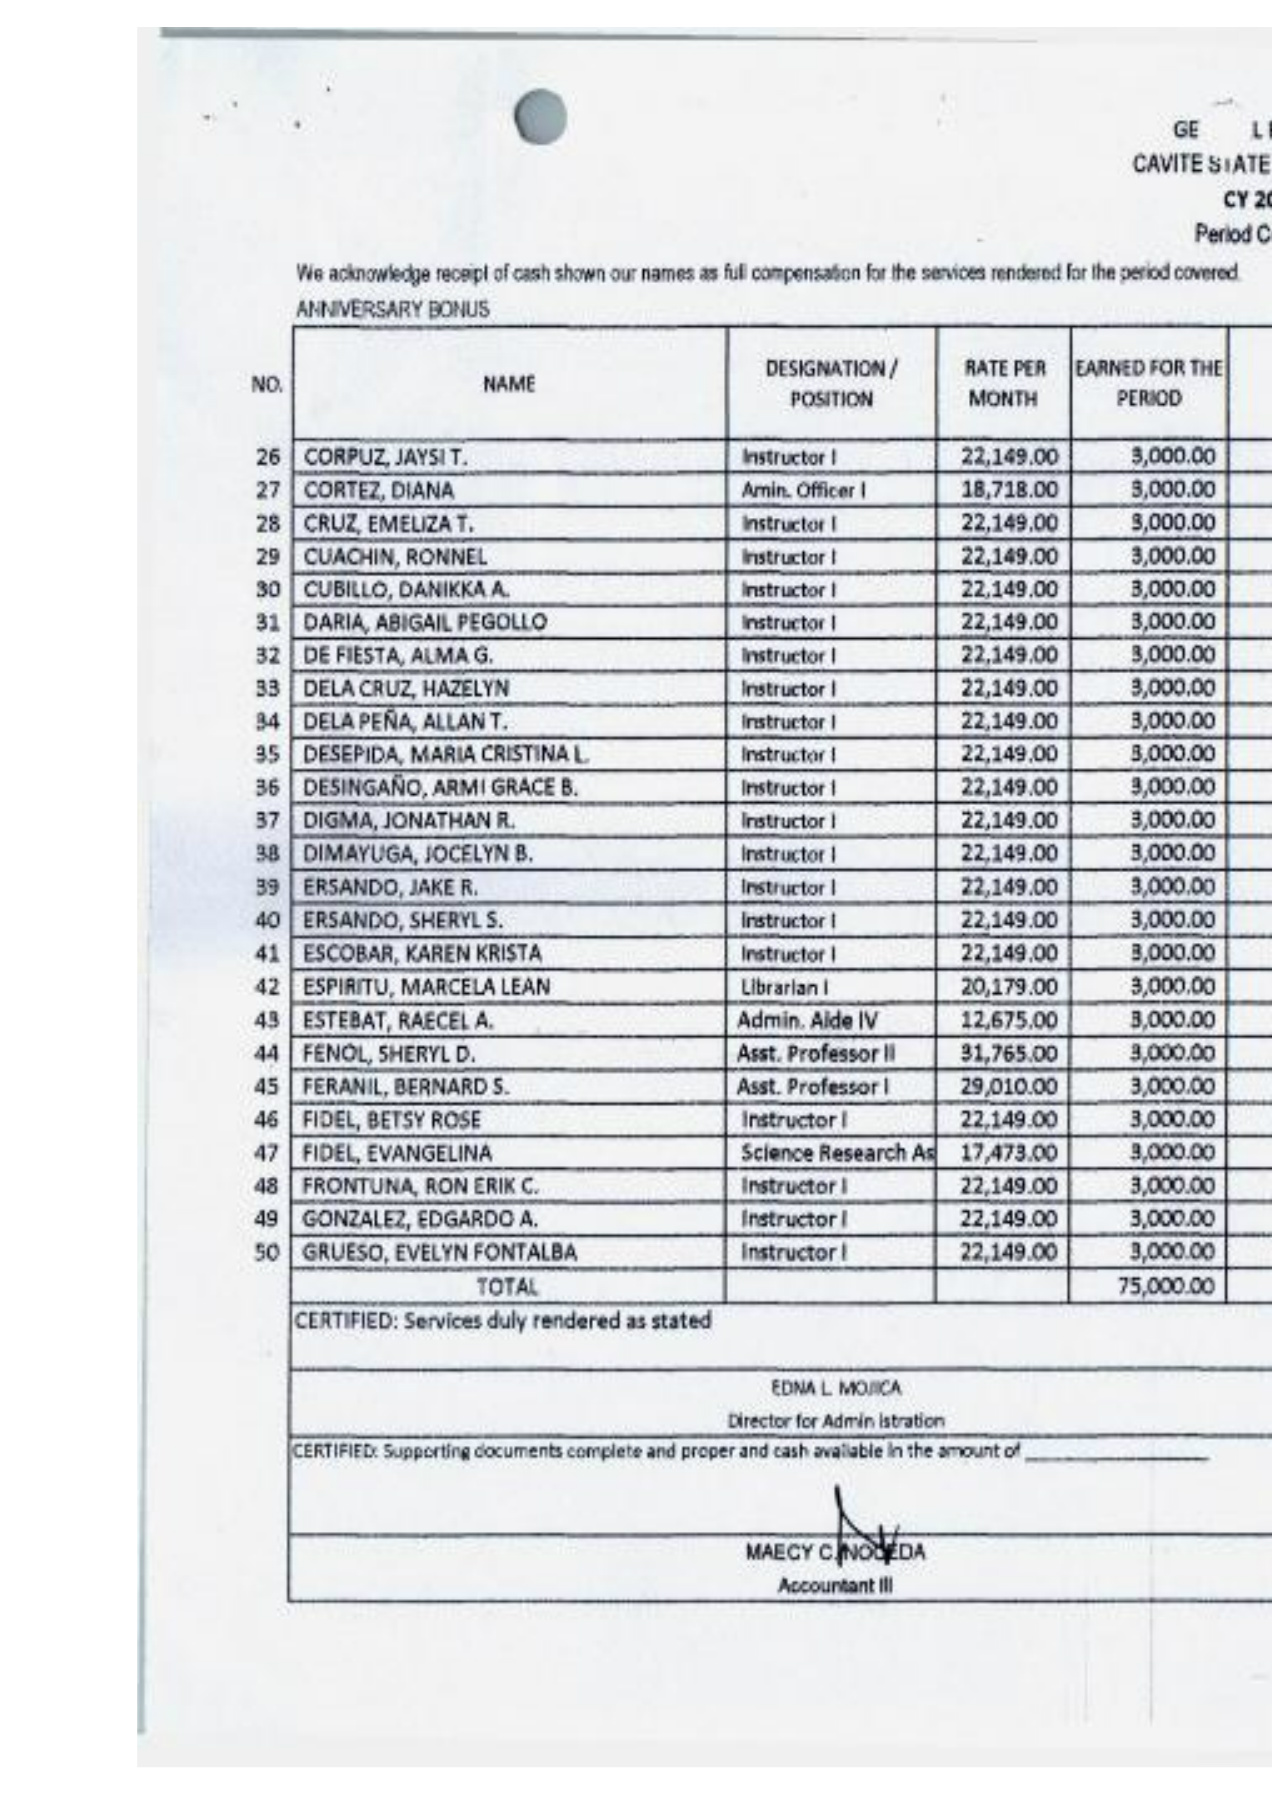 GE L
CAVITE STATE
CY 20
Period C
We acknowledge receipt of cash shown our names as full compensation for the services rendered for the period covered.
ANNIVERSARY BONUS
NO. NAME DESIGNATION / POSITION RATE PER MONTH EARNED FOR THE PERIOD
26 CORPUZ, JAYSI T. Instructor I 22,149.00 3,000.00
27 CORTEZ, DIANA Amin. Officer I 18,718.00 3,000.00
28 CRUZ, EMELIZA T. Instructor I 22,149.00 3,000.00
29 CUACHIN, RONNEL Instructor I 22,149.00 3,000.00
30 CUBILLO, DANIKKA A. Instructor I 22,149.00 3,000.00
31 DARIA, ABIGAIL PEGOLLO Instructor I 22,149.00 3,000.00
32 DE FIESTA, ALMA G. Instructor I 22,149.00 3,000.00
33 DELA CRUZ, HAZELYN Instructor I 22,149.00 3,000.00
34 DELA PEÑA, ALLAN T. Instructor I 22,149.00 3,000.00
35 DESEPIDA, MARIA CRISTINA L. Instructor I 22,149.00 3,000.00
36 DESINGAÑO, ARMI GRACE B. Instructor I 22,149.00 3,000.00
37 DIGMA, JONATHAN R. Instructor I 22,149.00 3,000.00
38 DIMAYUGA, JOCELYN B. Instructor I 22,149.00 3,000.00
39 ERSANDO, JAKE R. Instructor I 22,149.00 3,000.00
40 ERSANDO, SHERYL S. Instructor I 22,149.00 3,000.00
41 ESCOBAR, KAREN KRISTA Instructor I 22,149.00 3,000.00
42 ESPIRITU, MARCELA LEAN Librarian I 20,179.00 3,000.00
43 ESTEBAT, RAECEL A. Admin. Aide IV 12,675.00 3,000.00
44 FENOL, SHERYL D. Asst. Professor II 31,765.00 3,000.00
45 FERANIL, BERNARD S. Asst. Professor I 29,010.00 3,000.00
46 FIDEL, BETSY ROSE Instructor I 22,149.00 3,000.00
47 FIDEL, EVANGELINA Science Research As 17,473.00 3,000.00
48 FRONTUNA, RON ERIK C. Instructor I 22,149.00 3,000.00
49 GONZALEZ, EDGARDO A. Instructor I 22,149.00 3,000.00
50 GRUESO, EVELYN FONTALBA Instructor I 22,149.00 3,000.00
TOTAL 75,000.00
CERTIFIED: Services duly rendered as stated
EDNA L. MOJICA
Director for Admin istration
CERTIFIED: Supporting documents complete and proper and cash available in the amount of
MAECY C. NOCEDA
Accountant III